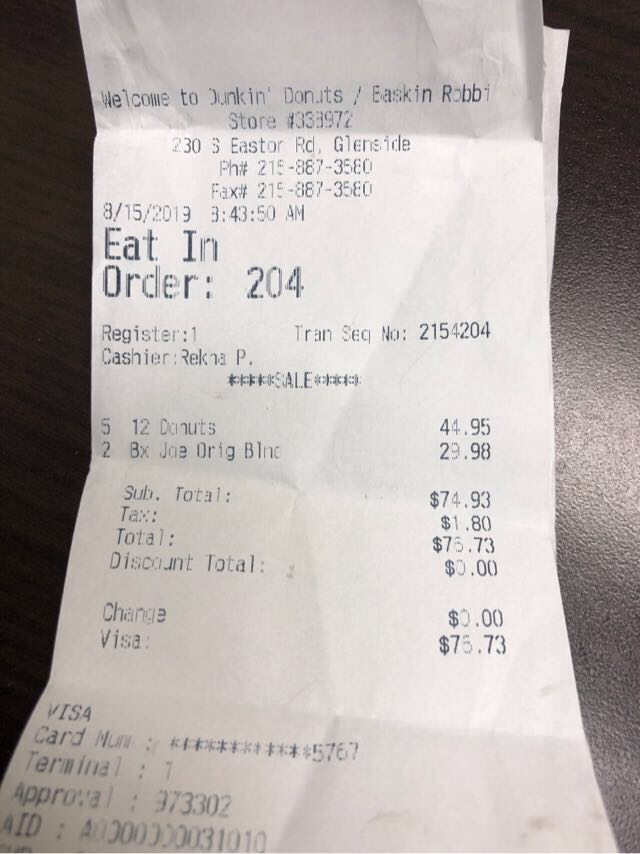 Welcome to Dunkin' Donuts / Baskin Robbi
Store #338972
230 S Easton Rd, Glenside
Ph# 215-887-3580
Fax# 215-887-3580
8/15/2019 8:43:50 AM
Eat In
Order: 204
Register:1 Tran Seq No: 2154204
Cashier:Rekha P.
*****SALE*****
5 12 Donuts 44.95
2 Bx Joe Orig Blnd 29.98
Sub. Total: $74.93
Tax: $1.80
Total: $76.73
Discount Total: $0.00
Change $0.00
Visa: $76.73
VISA
Card Num : ************5767
Terminal : 1
Approval : 973302
AID : A0000000031010